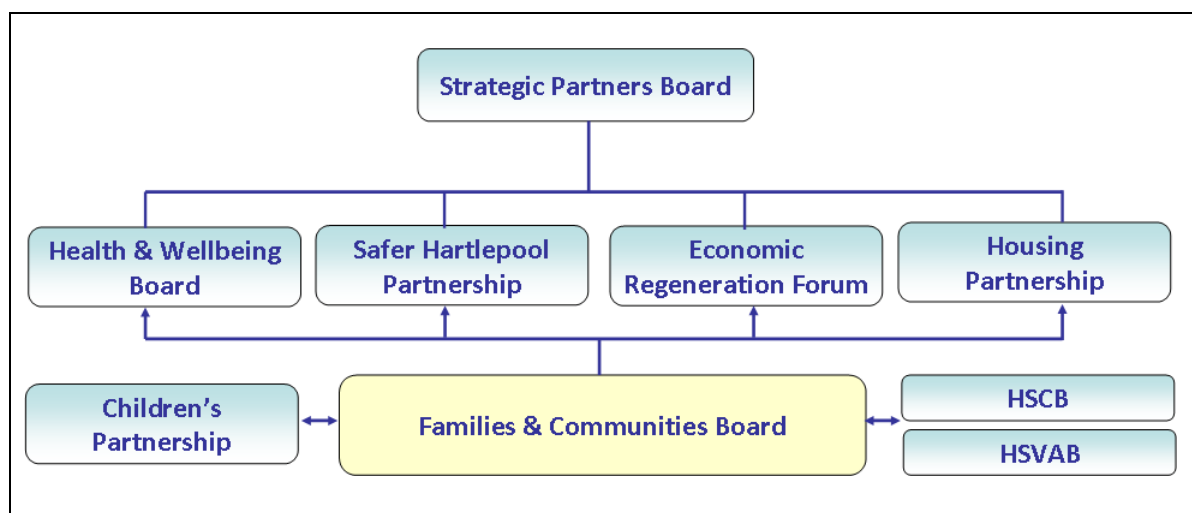 Strategic Partners Board
Health & Wellbeing
Board
Safer Hartlepool
Partnership
Economic
Regeneration Forum
Housing
Partnership
Children’s
Partnership
Families & Communities Board
HSCB
HSVAB